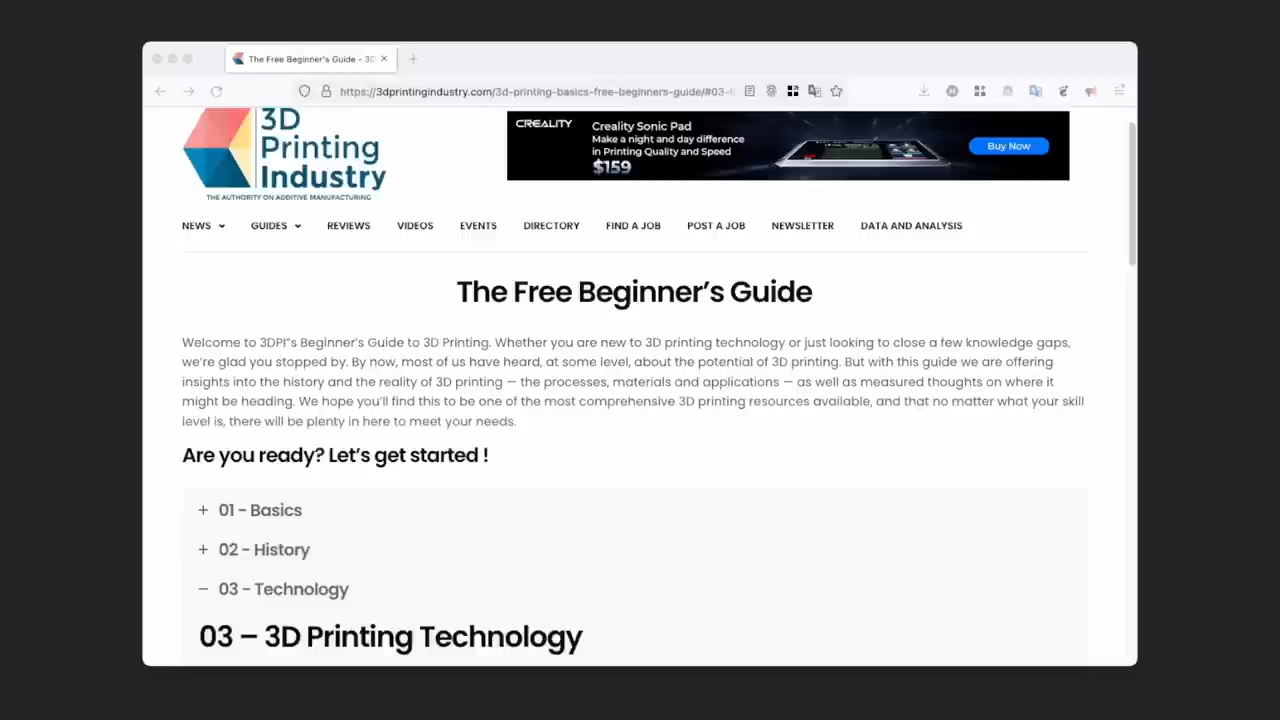 The Free Beginner's Guide - 3D
https://3dprintingindustry.com/3d-printing-basics-free-beginners-guide/#03-t
3D
Printing
Industry
THE AUTHORITY ON ADDITIVE MANUFACTURING
CREALITY
Creality Sonic Pad
Make a night and day difference
in Printing Quality and Speed
$159
Buy Now
NEWS GUIDES REVIEWS VIDEOS EVENTS DIRECTORY FIND A JOB POST A JOB NEWSLETTER DATA AND ANALYSIS
The Free Beginner's Guide
Welcome to 3DPI"s Beginner's Guide to 3D Printing. Whether you are new to 3D printing technology or just looking to close a few knowledge gaps,
we're glad you stopped by. By now, most of us have heard, at some level, about the potential of 3D printing. But with this guide we are offering
insights into the history and the reality of 3D printing — the processes, materials and applications — as well as measured thoughts on where it
might be heading. We hope you'll find this to be one of the most comprehensive 3D printing resources available, and that no matter what your skill
level is, there will be plenty in here to meet your needs.
Are you ready? Let's get started !
+ 01 - Basics
+ 02 - History
− 03 - Technology
03 – 3D Printing Technology